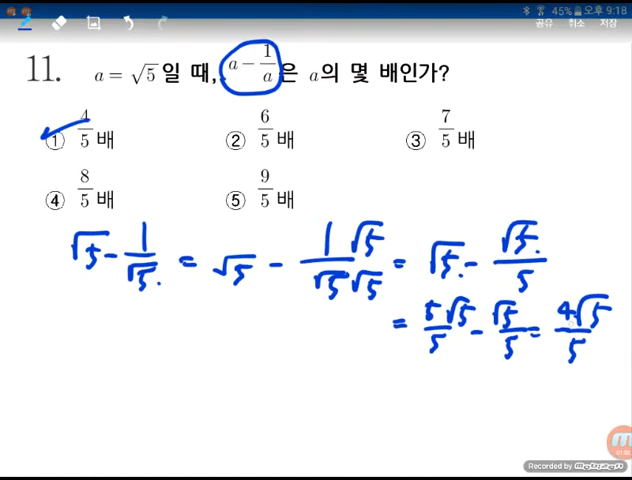 45% 오후 9:18
공유 취소 저장
11. a = √5 일 때, a - 1/a 은 a의 몇 배인가?
① 4/5 배 ② 6/5 배 ③ 7/5 배
④ 8/5 배 ⑤ 9/5 배
√5 - 1/√5 = √5 - 1√5/√5√5 = √5 - √5/5
= 5√5/5 - √5/5 = 4√5/5
Recorded by Mobizen